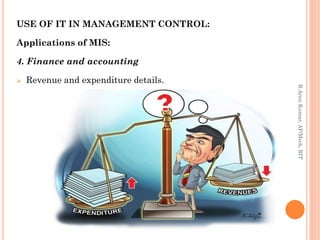 USE OF IT IN MANAGEMENT CONTROL:
Applications of MIS:
4. Finance and accounting
Revenue and expenditure details.
?
REVENUES
EXPENDITURE
R.Arun Kumar, AP/Mech, RIT